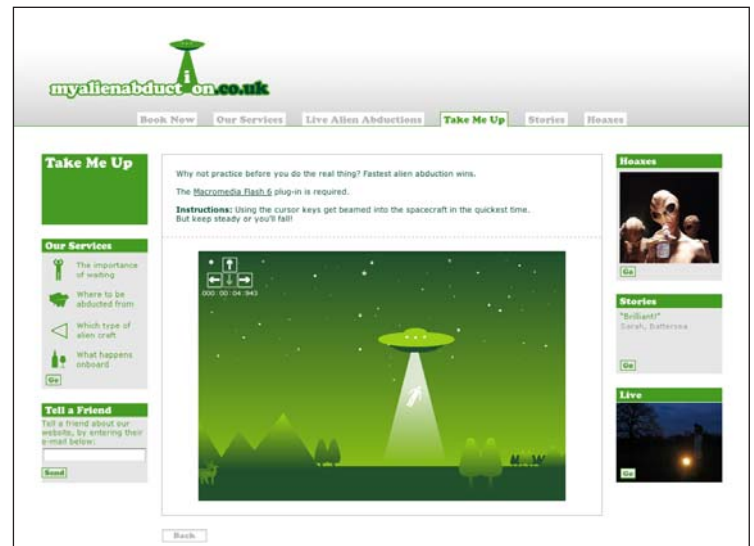 myalienabduction.co.uk
Book Now Our Services Live Alien Abductions Take Me Up Stories Hoaxes
Take Me Up
Our Services
The importance
of waiting
Where to be
abducted from
Which type of
alien craft
What happens
onboard
Go
Tell a Friend
Tell a friend about our
website, by entering their
e-mail below:
Send
Why not practice before you do the real thing? Fastest alien abduction wins.
The Macromedia Flash 6 plug-in is required.
Instructions: Using the cursor keys get beamed into the spacecraft in the quickest time.
But keep steady or you'll fall!
000:00:04:943
Back
Hoaxes
Go
Stories
"Brilliant!"
Sarah, Battersea
Go
Live
Go